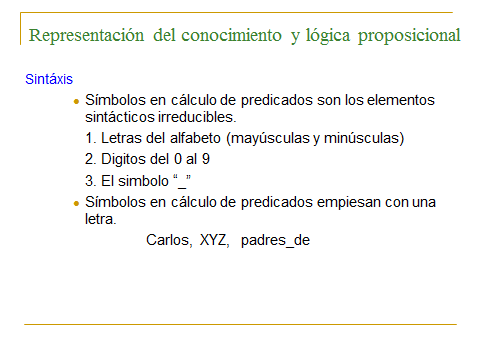 Representación del conocimiento y lógica proposicional
Sintáxis
Símbolos en cálculo de predicados son los elementos
sintácticos irreducibles.
1. Letras del alfabeto (mayúsculas y minúsculas)
2. Digitos del 0 al 9
3. El simbolo “_”
Símbolos en cálculo de predicados empiesan con una
letra.
Carlos, XYZ, padres_de